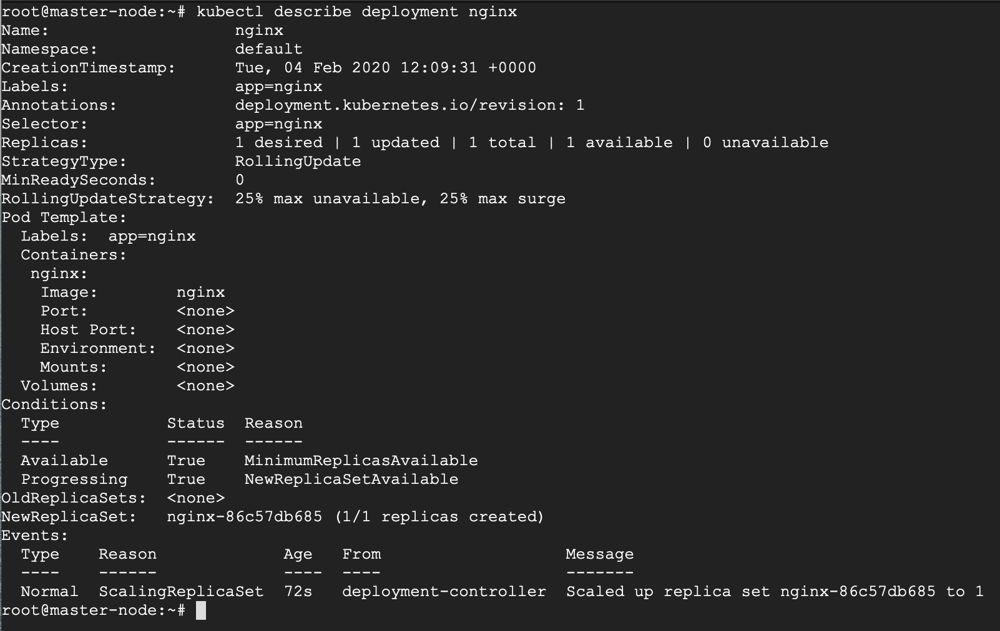 root@master-node:~# kubectl describe deployment nginx
Name:                   nginx
Namespace:              default
CreationTimestamp:      Tue, 04 Feb 2020 12:09:31 +0000
Labels:                 app=nginx
Annotations:            deployment.kubernetes.io/revision: 1
Selector:               app=nginx
Replicas:               1 desired | 1 updated | 1 total | 1 available | 0 unavailable
StrategyType:           RollingUpdate
MinReadySeconds:        0
RollingUpdateStrategy:  25% max unavailable, 25% max surge
Pod Template:
  Labels:  app=nginx
  Containers:
   nginx:
    Image:        nginx
    Port:         <none>
    Host Port:    <none>
    Environment:  <none>
    Mounts:       <none>
  Volumes:        <none>
Conditions:
  Type           Status  Reason
  ----           ------  ------
  Available      True    MinimumReplicasAvailable
  Progressing    True    NewReplicaSetAvailable
OldReplicaSets:  <none>
NewReplicaSet:   nginx-86c57db685 (1/1 replicas created)
Events:
  Type    Reason             Age   From                   Message
  ----    ------             ----  ----                   -------
  Normal  ScalingReplicaSet  72s   deployment-controller  Scaled up replica set nginx-86c57db685 to 1
root@master-node:~#